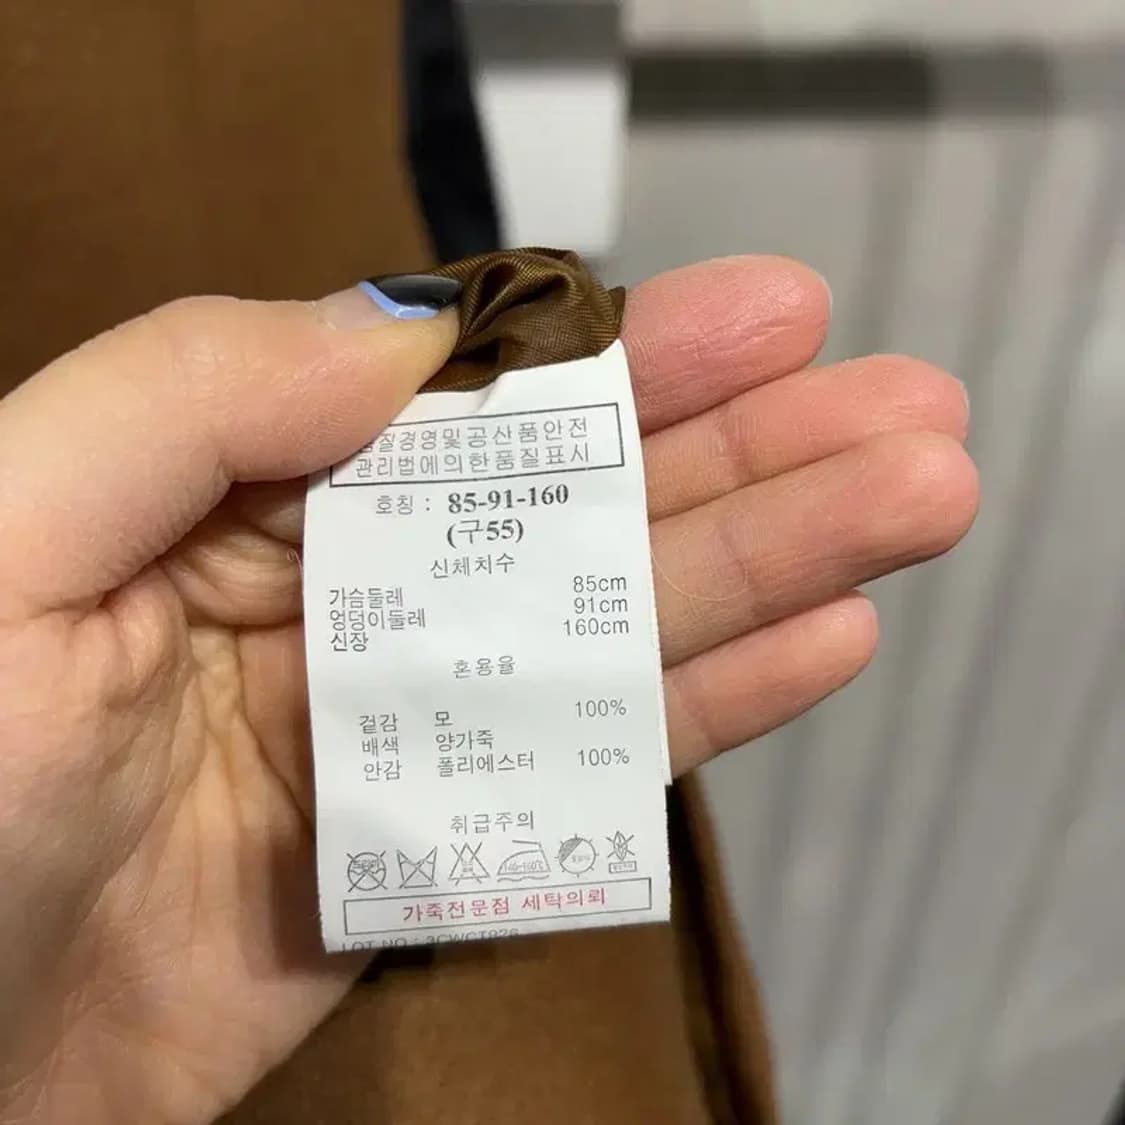 품질경영및공산품안전
관리법에의한품질표시
호칭 : 85-91-160
(구55)
신체치수
가슴둘레 85cm
엉덩이둘레 91cm
신장 160cm
혼용율
겉감 모 100%
배색 양가죽
안감 폴리에스터 100%
취급주의
140~160℃
가죽전문점 세탁의뢰
LOT NO :